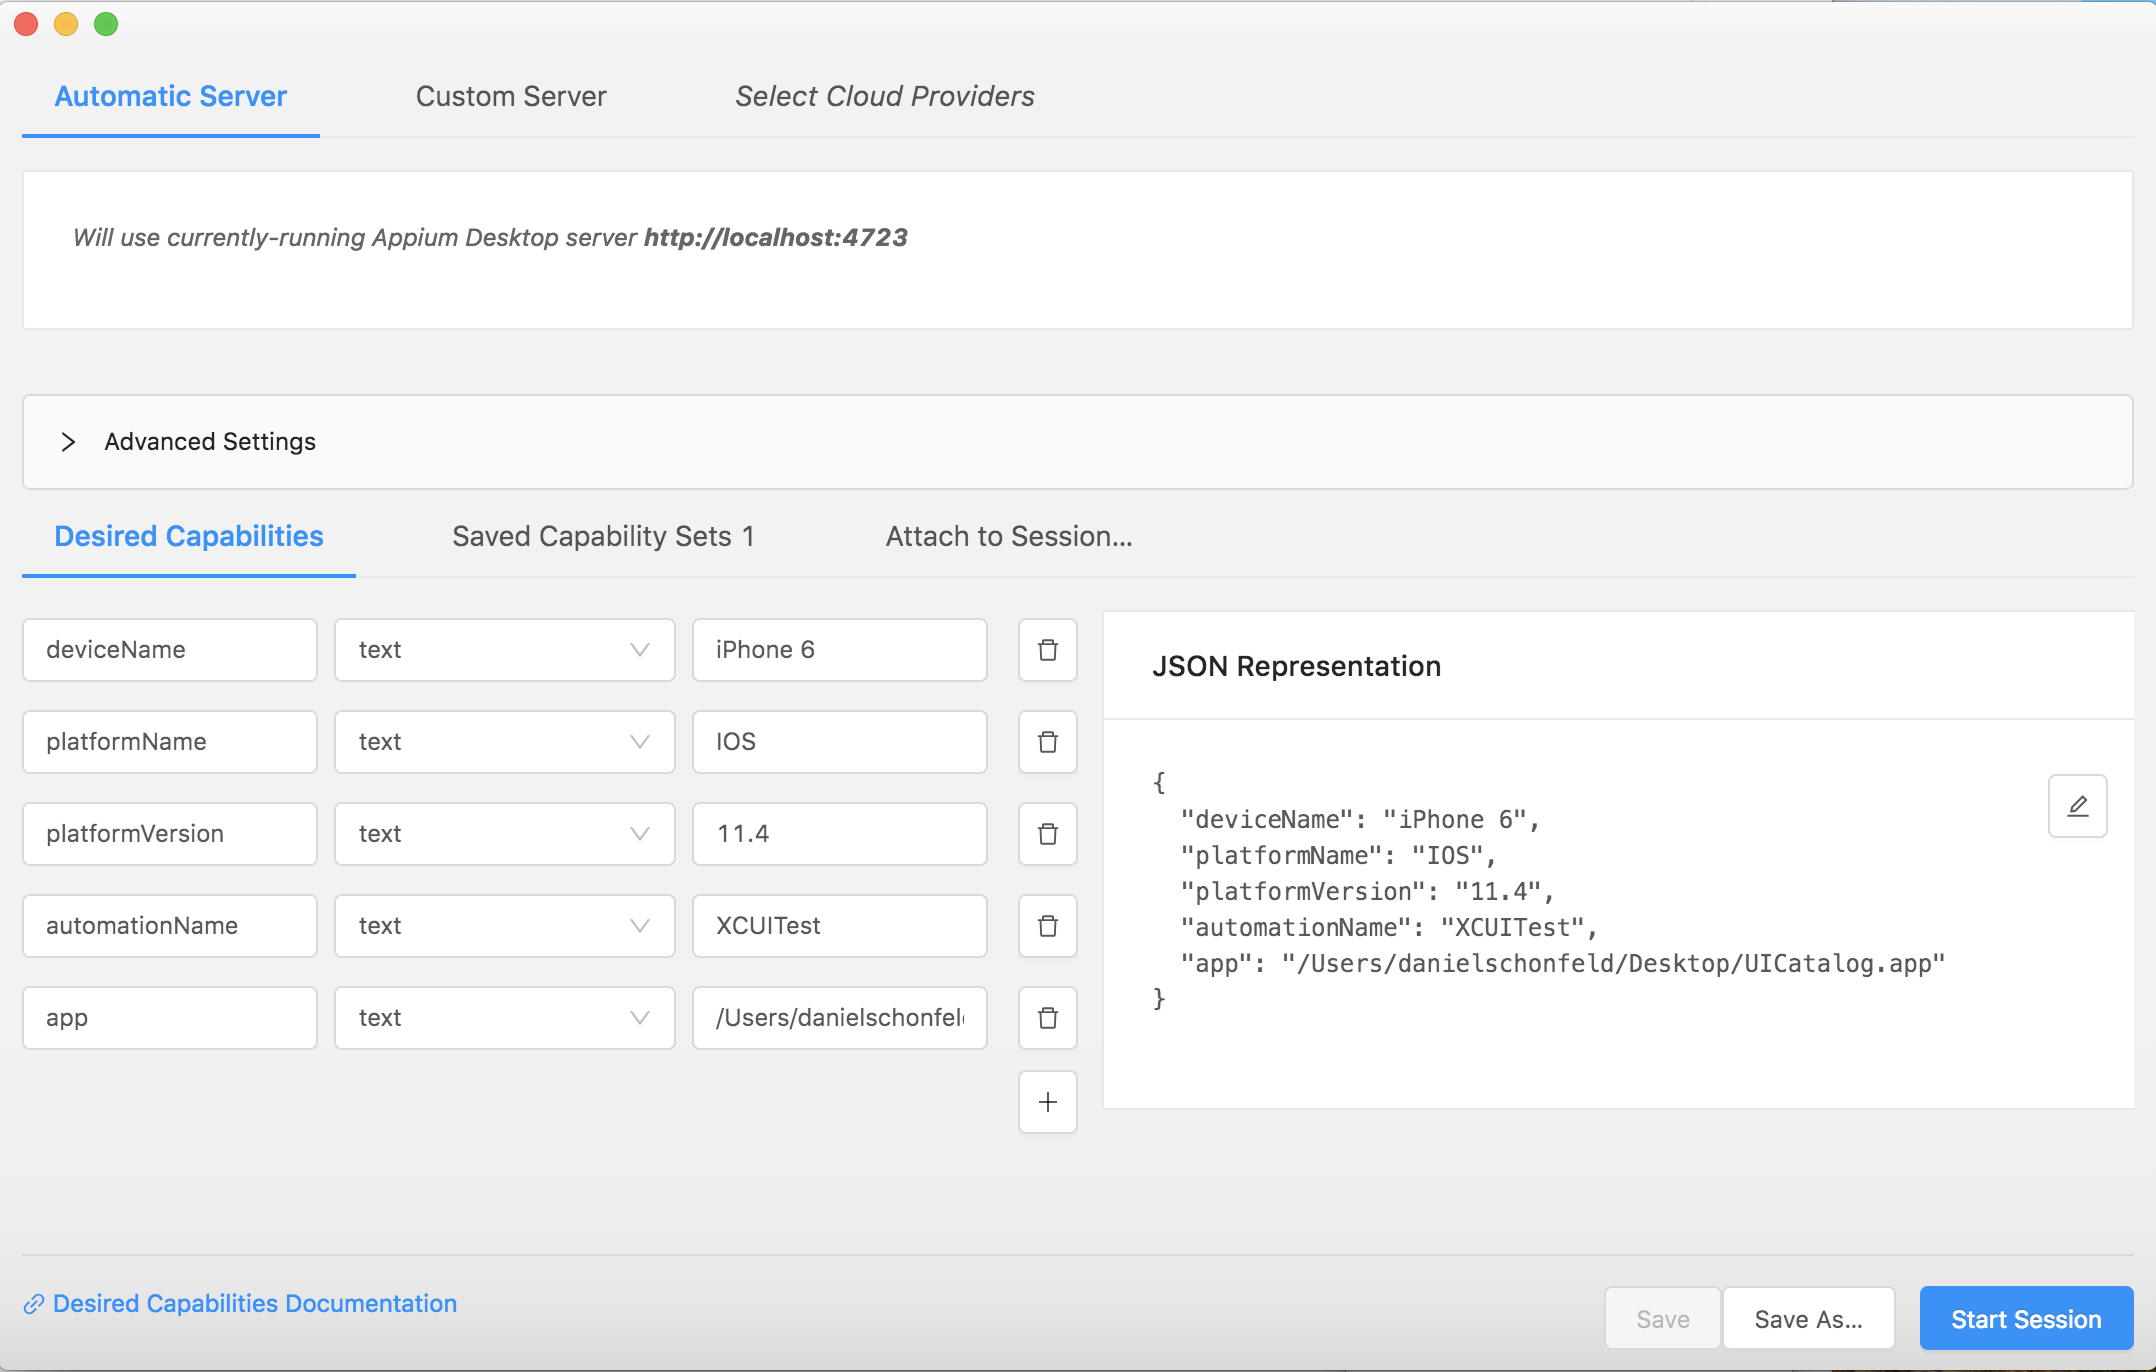 Automatic Server Custom Server Select Cloud Providers
Will use currently-running Appium Desktop server http://localhost:4723
Advanced Settings
Desired Capabilities Saved Capability Sets 1 Attach to Session...
deviceName text iPhone 6
platformName text IOS
platformVersion text 11.4
automationName text XCUITest
app text /Users/danielschonfel
JSON Representation
{
"deviceName": "iPhone 6",
"platformName": "IOS",
"platformVersion": "11.4",
"automationName": "XCUITest",
"app": "/Users/danielschonfeld/Desktop/UICatalog.app"
}
Desired Capabilities Documentation
Save Save As... Start Session